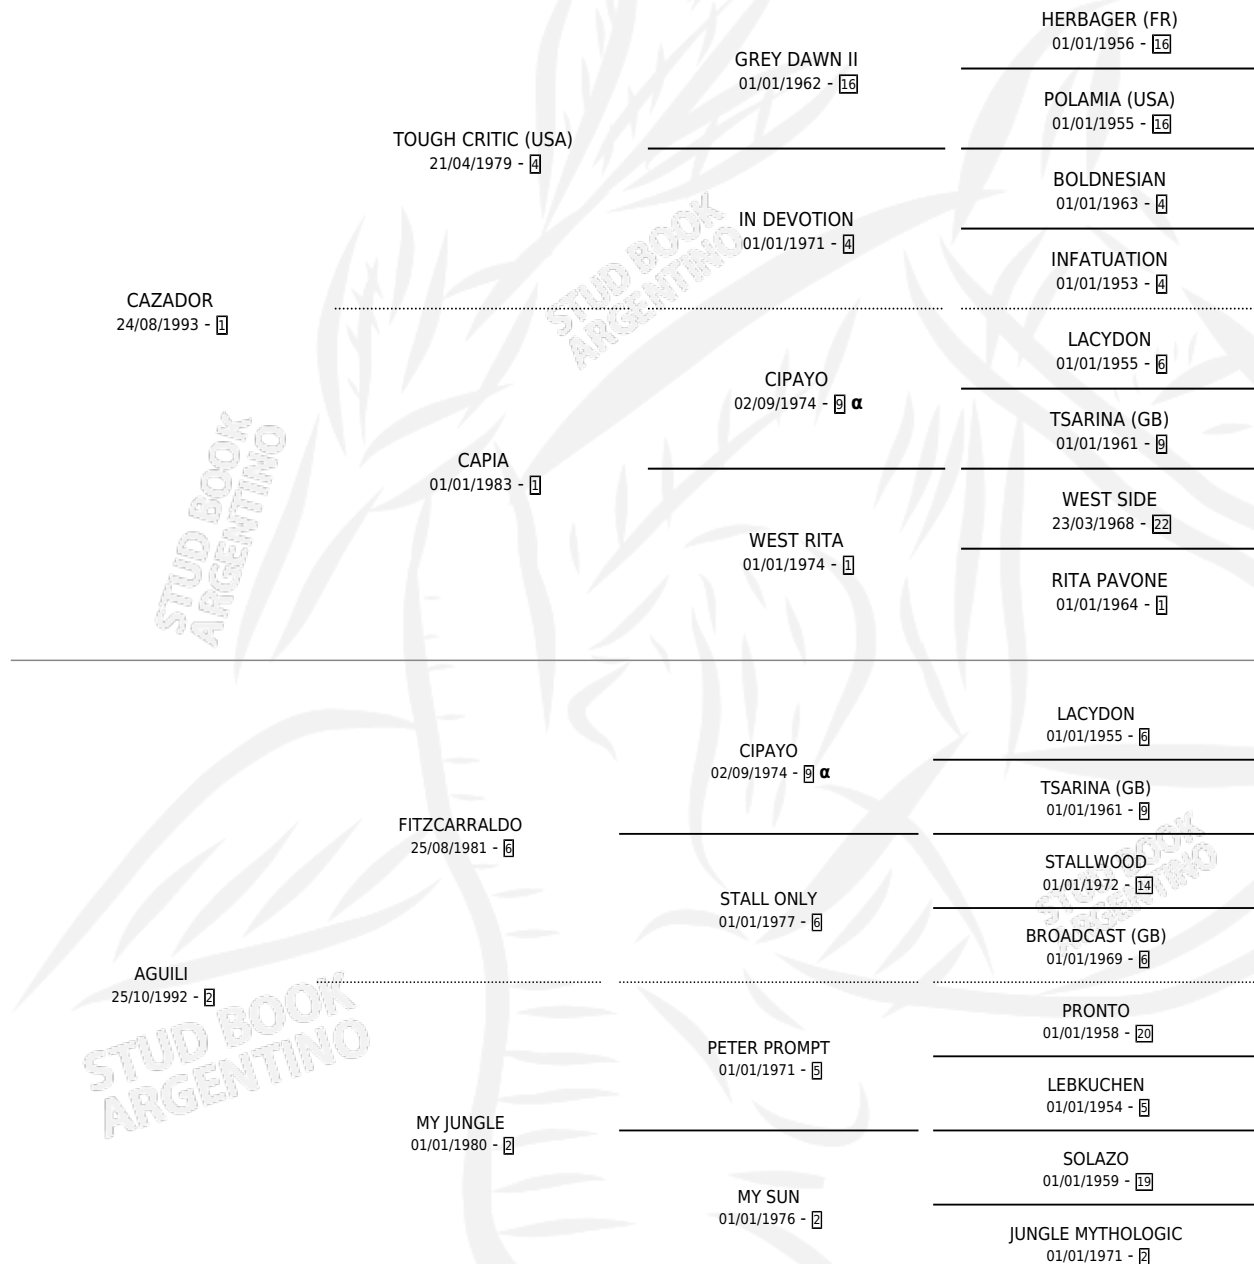 HERBAGER (FR)
01/01/1956 - 16
GREY DAWN II
01/01/1962 - 16
POLAMIA (USA)
01/01/1955 - 16
TOUGH CRITIC (USA)
21/04/1979 - 4
BOLDNESIAN
01/01/1963 - 4
IN DEVOTION
01/01/1971 - 4
INFATUATION
01/01/1953 - 4
CAZADOR
24/08/1993 - 1
LACYDON
01/01/1955 - 6
CIPAYO
02/09/1974 - 9 α
TSARINA (GB)
01/01/1961 - 9
CAPIA
01/01/1983 - 1
WEST SIDE
23/03/1968 - 22
WEST RITA
01/01/1974 - 1
RITA PAVONE
01/01/1964 - 1
LACYDON
01/01/1955 - 6
CIPAYO
02/09/1974 - 9 α
TSARINA (GB)
01/01/1961 - 9
FITZCARRALDO
25/08/1981 - 6
STALLWOOD
01/01/1972 - 14
STALL ONLY
01/01/1977 - 6
BROADCAST (GB)
01/01/1969 - 6
AGUILI
25/10/1992 - 2
PRONTO
01/01/1958 - 20
PETER PROMPT
01/01/1971 - 5
LEBKUCHEN
01/01/1954 - 5
MY JUNGLE
01/01/1980 - 2
SOLAZO
01/01/1959 - 19
MY SUN
01/01/1976 - 2
JUNGLE MYTHOLOGIC
01/01/1971 - 2
STUD BOOK
ARGENTINO
STUD BOOK
ARGENTINO
STUD BOOK
ARGENTINO
STUD BOOK
ARGENTINO